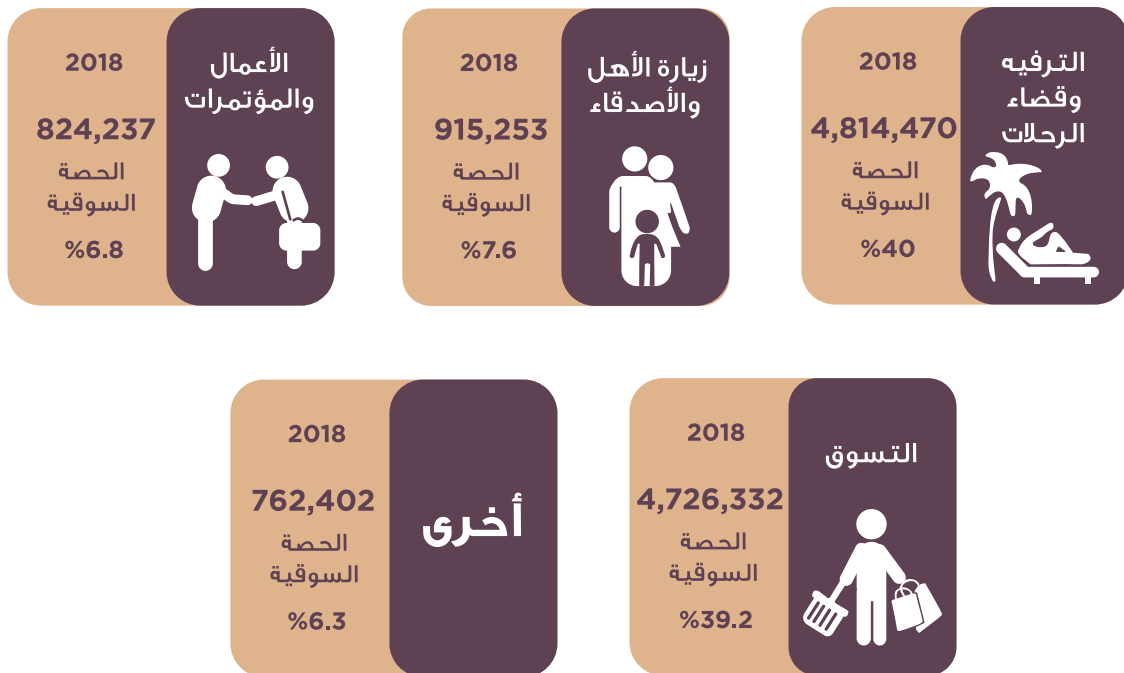 الترفيه
وقضاء
الرحلات
2018
4,814,470
الحصة
السوقية
%40
زيارة الأهل
والأصدقاء
2018
915,253
الحصة
السوقية
%7.6
الأعمال
والمؤتمرات
2018
824,237
الحصة
السوقية
%6.8
التسوق
2018
4,726,332
الحصة
السوقية
%39.2
أخرى
2018
762,402
الحصة
السوقية
%6.3